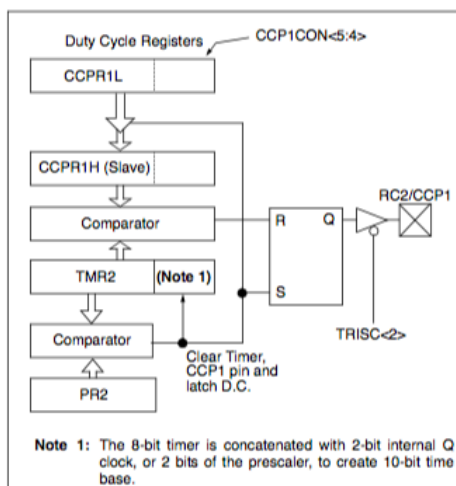 Duty Cycle Registers
CCP1CON<5:4>
CCPR1L
CCPR1H (Slave)
RC2/CCP1
Comparator
R
Q
TMR2
(Note 1)
S
Comparator
TRISC<2>
Clear Timer,
CCP1 pin and
latch D.C.
PR2
Note 1: The 8-bit timer is concatenated with 2-bit internal Q
clock, or 2 bits of the prescaler, to create 10-bit time
base.